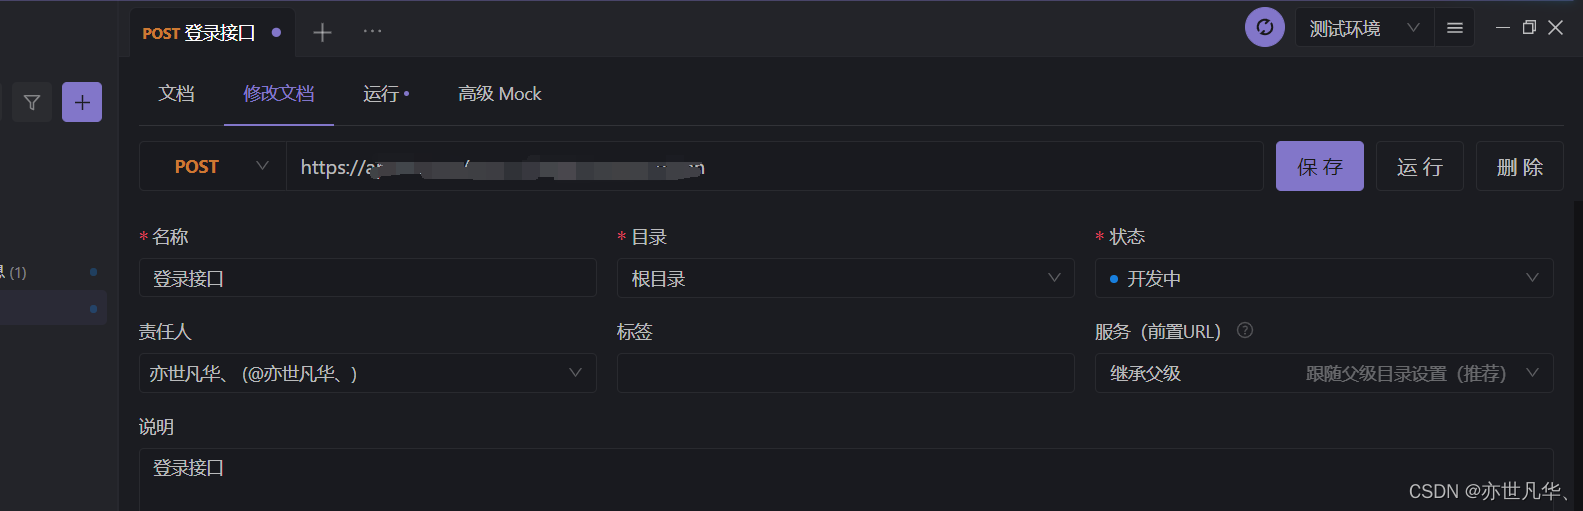 POST 登录接口
测试环境
文档 修改文档 运行 高级 Mock
POST https://a
保存 运行 删除
* 名称 * 目录 * 状态
(1)
登录接口 根目录 开发中
责任人 标签 服务（前置URL）
亦世凡华、 (@亦世凡华、) 继承父级 跟随父级目录设置（推荐）
说明
登录接口
CSDN @亦世凡华、